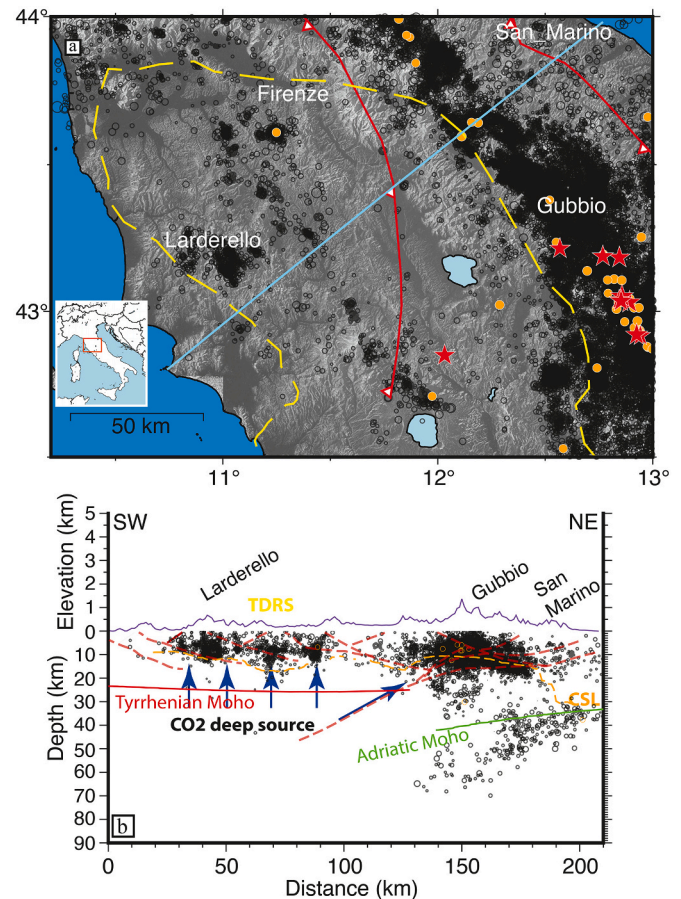 44°
a
San_Marino
Firenze
Gubbio
Larderello
43°
50 km
11°
12°
13°
SW
NE
Elevation (km)
5
4
3
2
1
0
Larderello
TDRS
Gubbio
San
Marino
Depth (km)
10
20
30
40
50
60
70
80
90
Tyrrhenian Moho
CO2 deep source
CSI
Adriatic Moho
b
0
50
100
150
200
Distance (km)